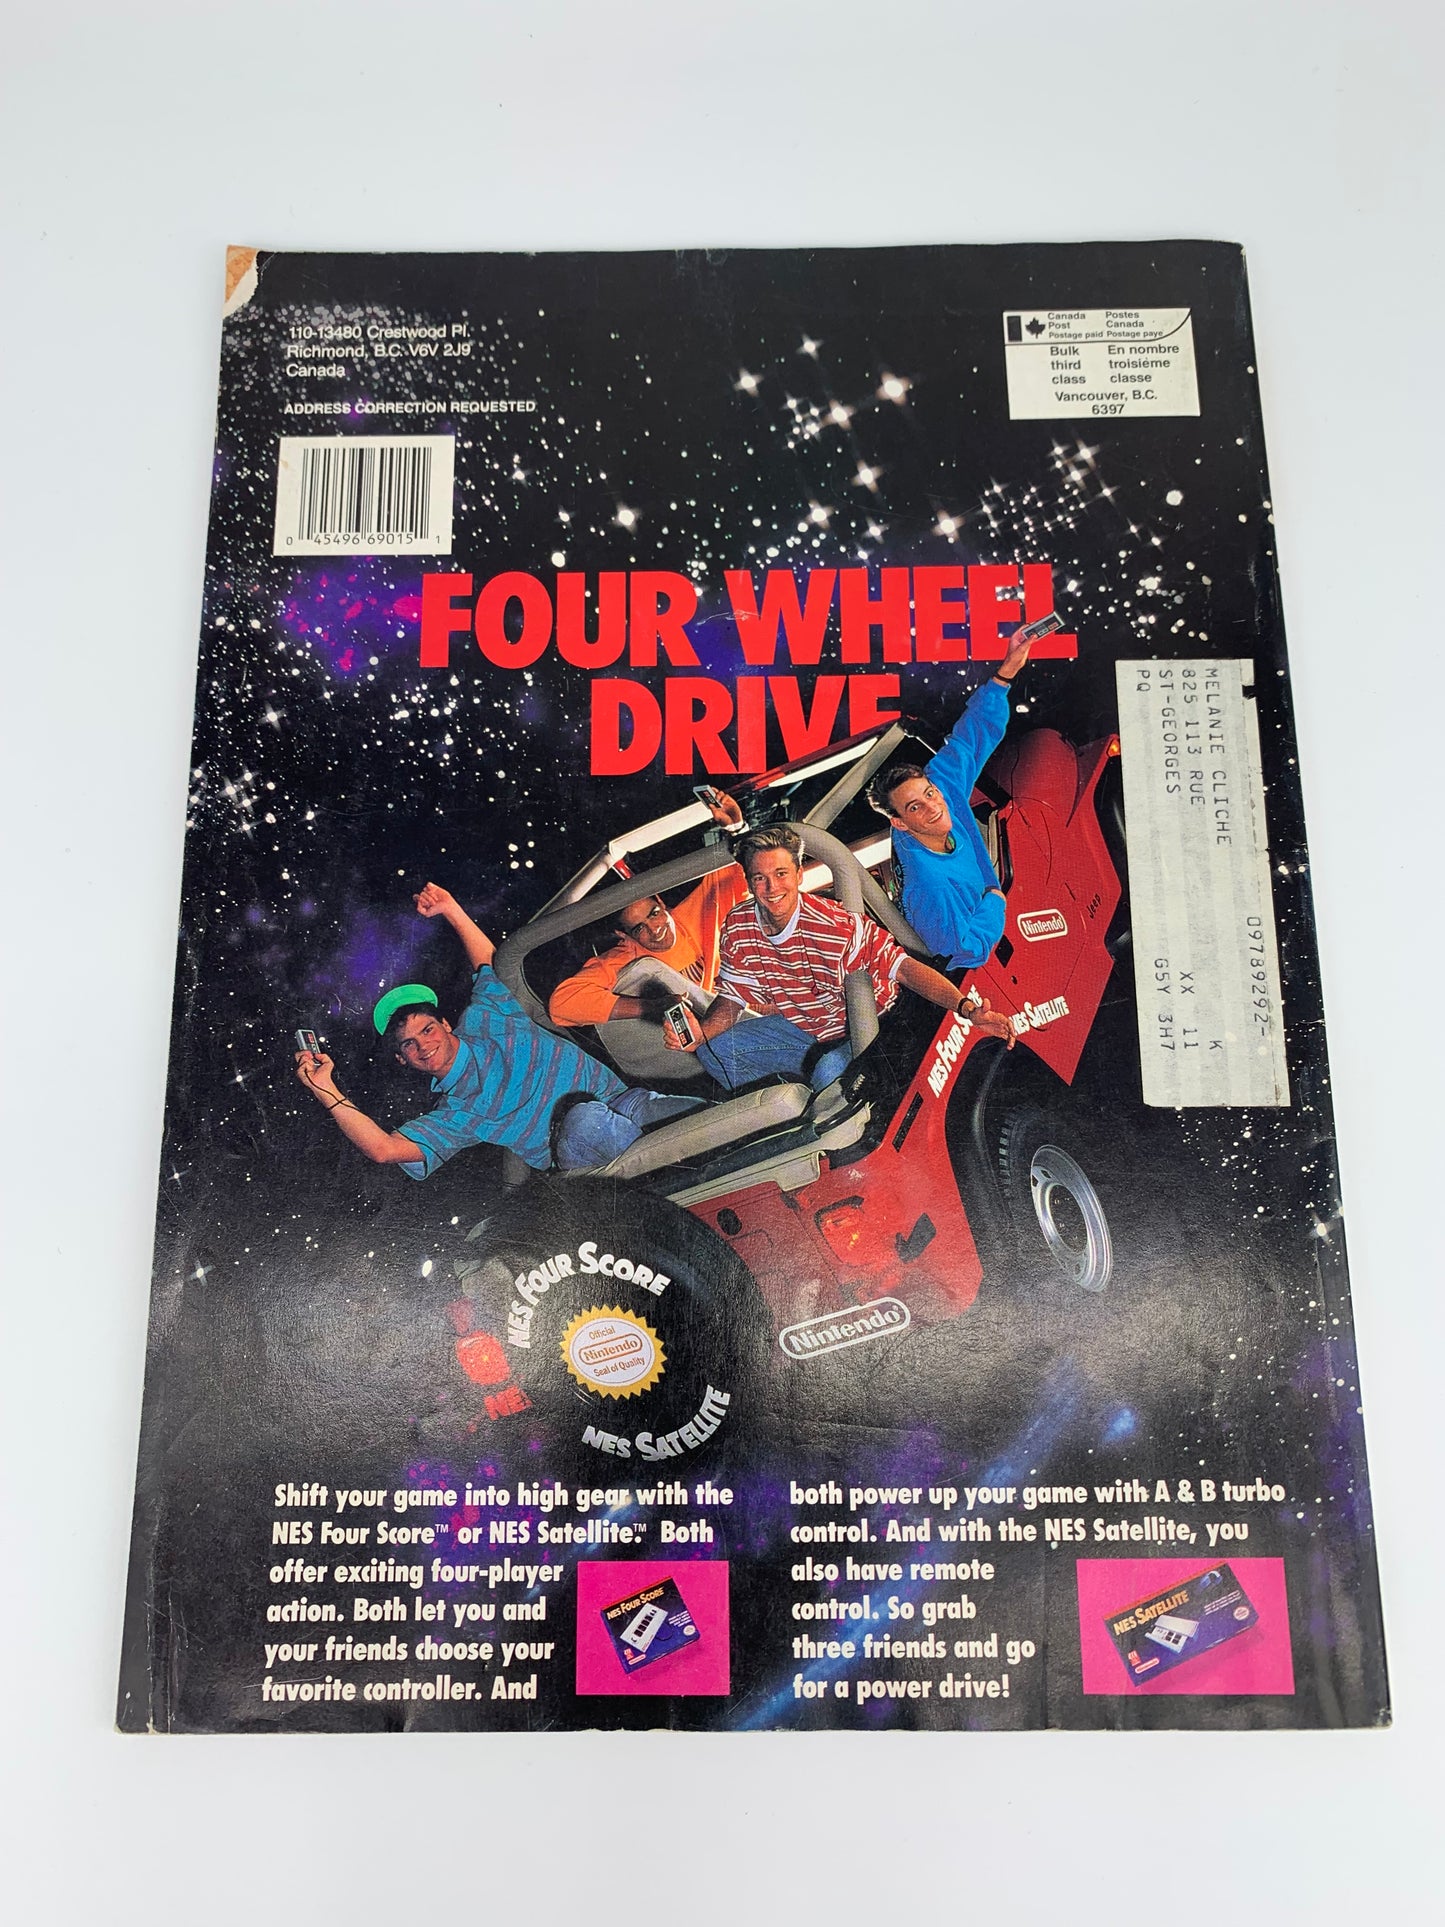 110-13480 Crestwood Pl.
Richmond, B.C. V6V 2J9
Canada
ADDRESS CORRECTION REQUESTED
Canada Postes
Post Canada
Postage paid Postage paye
Bulk En nombre
third troisième
class classe
Vancouver, B.C.
6397
0 45496 69015 1
FOUR WHEEL
DRIVE
0978292-
MELANIE CLICHE K
825 113 RUE XX 11
ST-GEORGES G5Y 3H7
PQ
Jeep
Nintendo
NES FOUR SCORE
NES SATELLITE
Nintendo
NES FOUR SCORE
Official
Nintendo
Seal of Quality
NES SATELLITE
NE
Shift your game into high gear with the
NES Four Score™ or NES Satellite.™ Both
offer exciting four-player
action. Both let you and
your friends choose your
favorite controller. And
NES FOUR SCORE
both power up your game with A & B turbo
control. And with the NES Satellite, you
also have remote
control. So grab
three friends and go
for a power drive!
NES SATELLITE